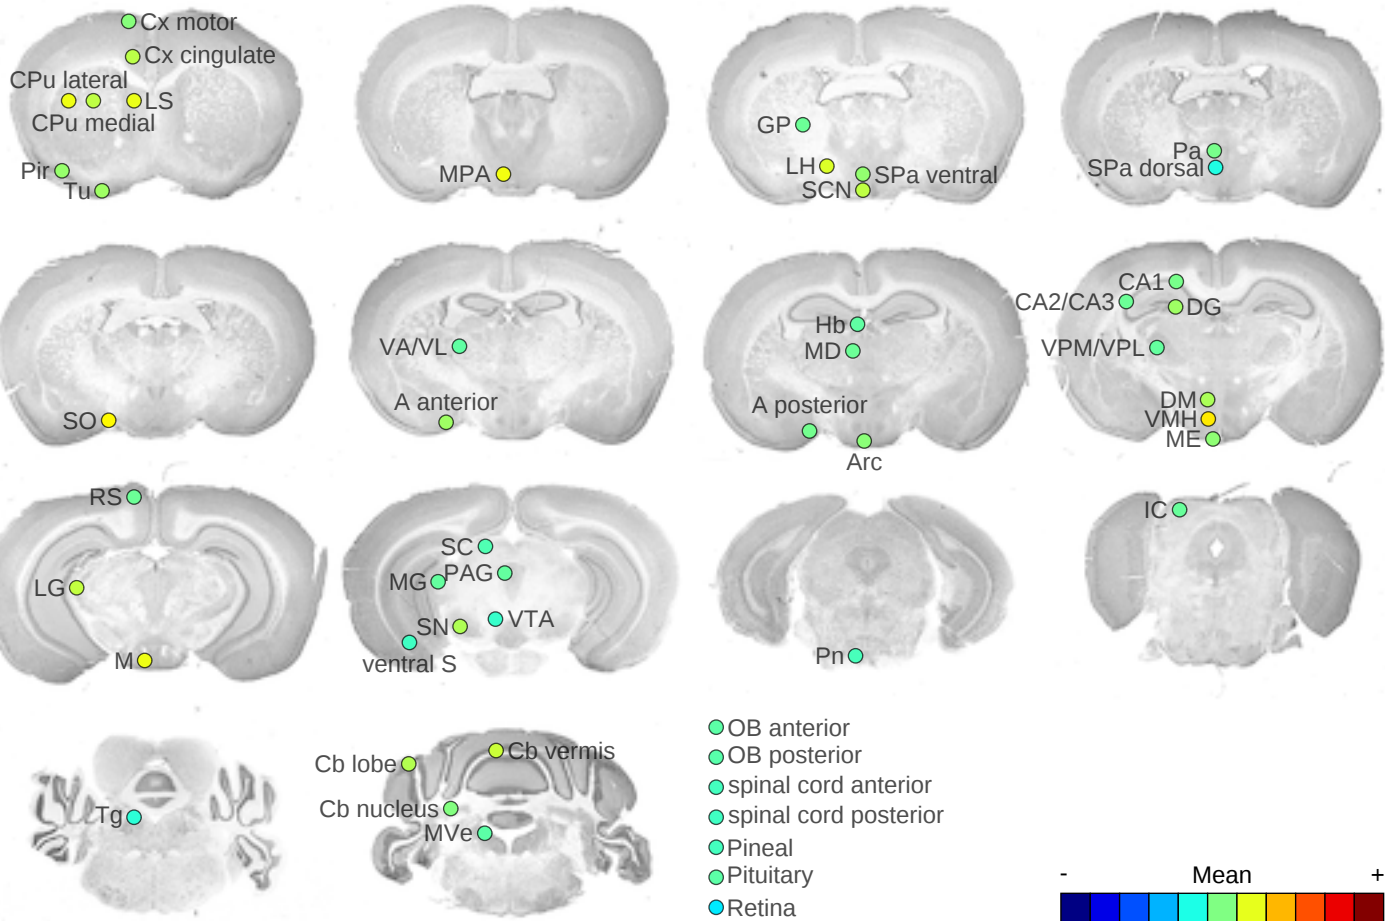 Cx motor
Cx cingulate
CPu lateral
LS
CPu medial
Pir
Tu
MPA
GP
LH
SPa ventral
SCN
Pa
SPa dorsal
SO
VA/VL
A anterior
Hb
MD
A posterior
Arc
CA1
CA2/CA3
DG
VPM/VPL
DM
VMH
ME
RS
LG
M
SC
MG
PAG
SN
VTA
ventral S
Pn
IC
Tg
Cb lobe
Cb vermis
Cb nucleus
MVe
OB anterior
OB posterior
spinal cord anterior
spinal cord posterior
Pineal
Pituitary
Retina
- Mean +